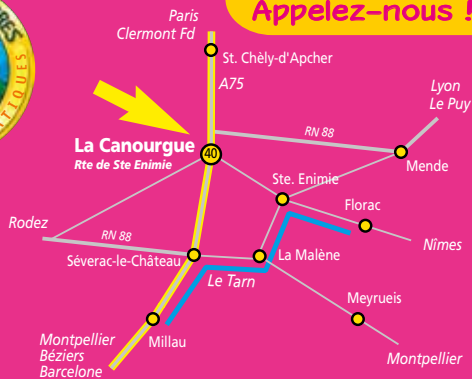 Appelez-nous !
Paris
Clermont Fd
St. Chèly-d'Apcher
A75
Lyon
Le Puy
RN 88
La Canourgue
Rte de Ste Enimie
40
Mende
Ste. Enimie
Florac
Rodez
RN 88
Nîmes
Séverac-le-Château
La Malène
Le Tarn
Meyrueis
Millau
Montpellier
Béziers
Barcelone
Montpellier